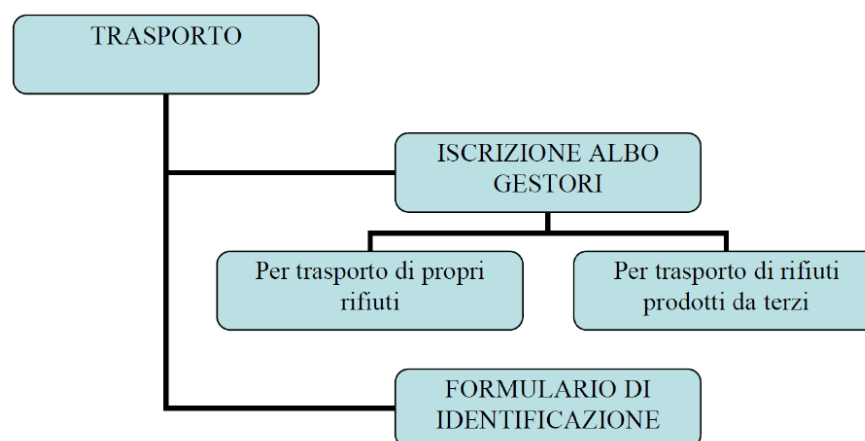 TRASPORTO
ISCRIZIONE ALBO
GESTORI
Per trasporto di propri
rifiuti
Per trasporto di rifiuti
prodotti da terzi
FORMULARIO DI
IDENTIFICAZIONE